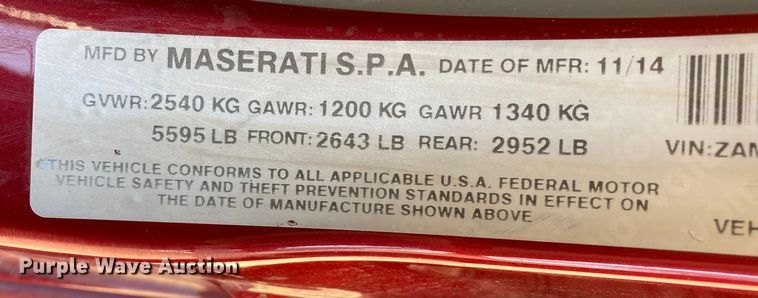 MFD BY MASERATI S.P.A. DATE OF MFR: 11/14
GVWR:2540 KG GAWR:1200 KG GAWR 1340 KG
5595 LB FRONT:2643 LB REAR: 2952 LB
VIN:ZAM
THIS VEHICLE CONFORMS TO ALL APPLICABLE U.S.A. FEDERAL MOTOR
VEHICLE SAFETY AND THEFT PREVENTION STANDARDS IN EFFECT ON
THE DATE OF MANUFACTURE SHOWN ABOVE
VEH
Purple Wave Auction